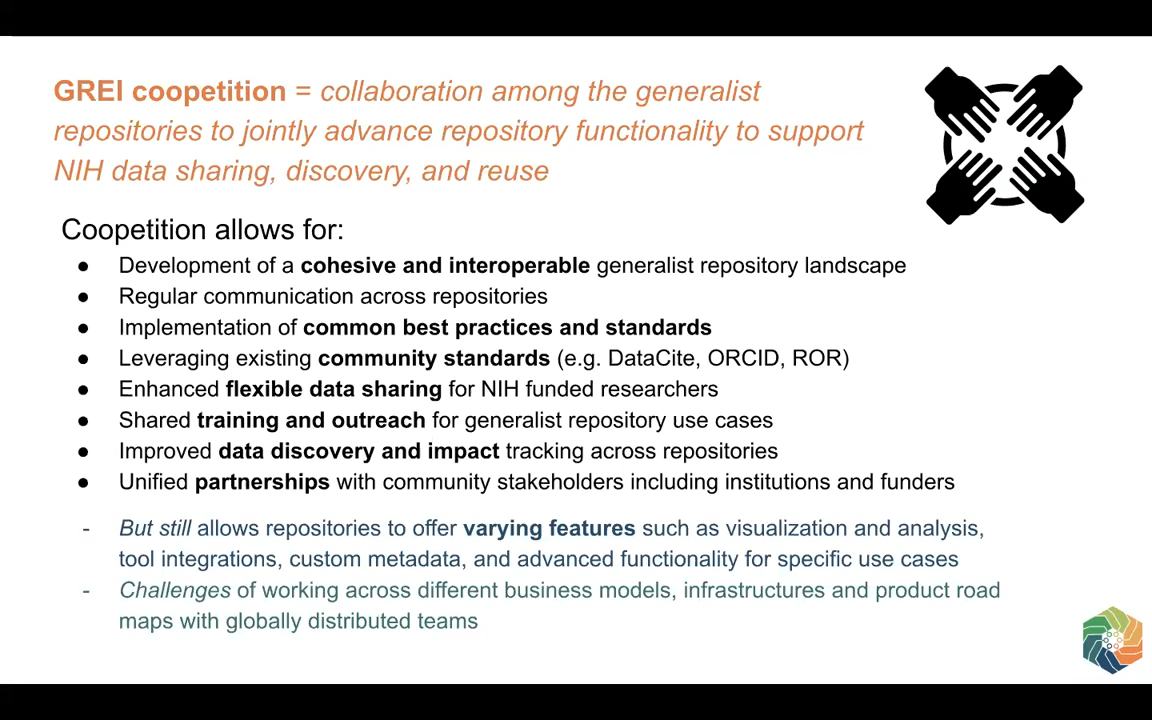 GREI coopetition = collaboration among the generalist
repositories to jointly advance repository functionality to support
NIH data sharing, discovery, and reuse
Coopetition allows for:
● Development of a cohesive and interoperable generalist repository landscape
● Regular communication across repositories
● Implementation of common best practices and standards
● Leveraging existing community standards (e.g. DataCite, ORCID, ROR)
● Enhanced flexible data sharing for NIH funded researchers
● Shared training and outreach for generalist repository use cases
● Improved data discovery and impact tracking across repositories
● Unified partnerships with community stakeholders including institutions and funders
- But still allows repositories to offer varying features such as visualization and analysis,
tool integrations, custom metadata, and advanced functionality for specific use cases
- Challenges of working across different business models, infrastructures and product road
maps with globally distributed teams